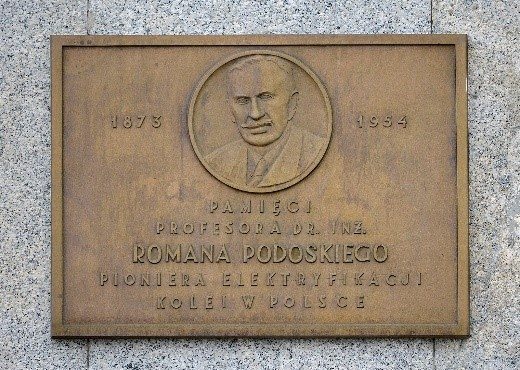 1873 1954
PAMIĘCI
PROFESORA DR. INŻ.
ROMANA PODOSKIEGO
PIONIERA ELEKTRYFIKACJI
KOLEI W POLSCE